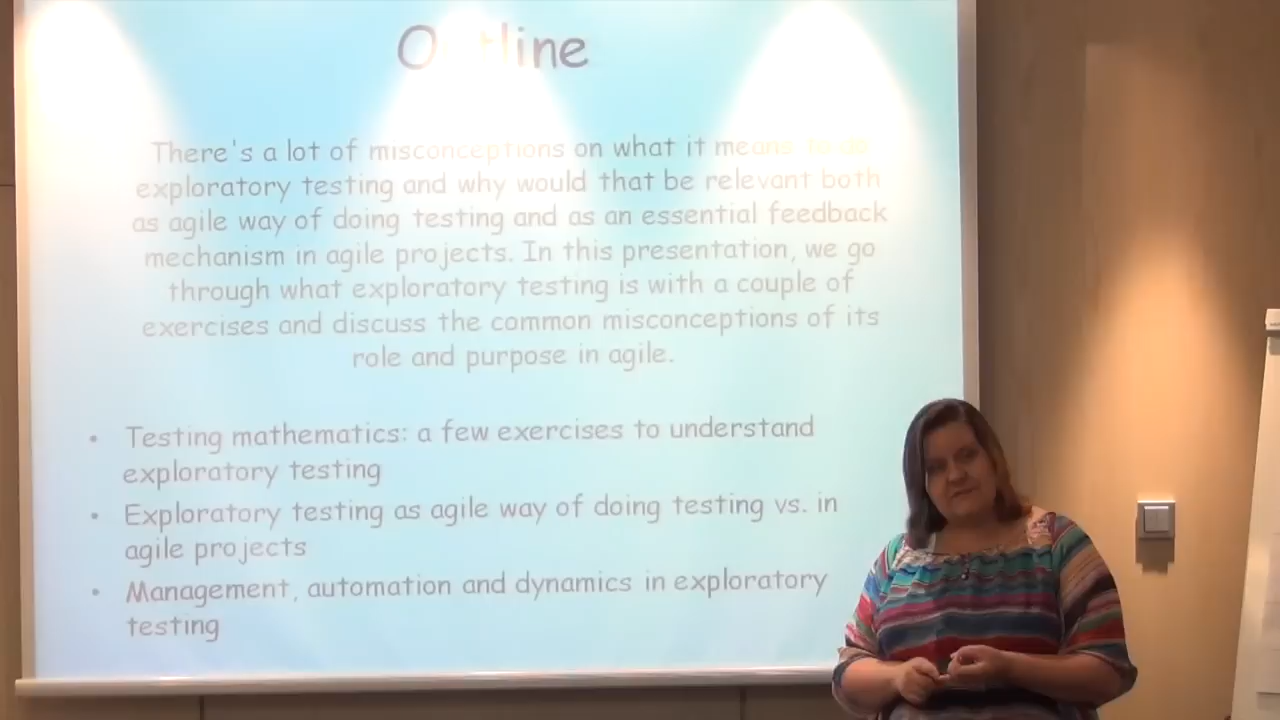 Outline
There's a lot of misconceptions on what it means to do
exploratory testing and why would that be relevant both
as agile way of doing testing and as an essential feedback
mechanism in agile projects. In this presentation, we go
through what exploratory testing is with a couple of
exercises and discuss the common misconceptions of its
role and purpose in agile.
• Testing mathematics: a few exercises to understand
exploratory testing
• Exploratory testing as agile way of doing testing vs. in
agile projects
• Management, automation and dynamics in exploratory
testing